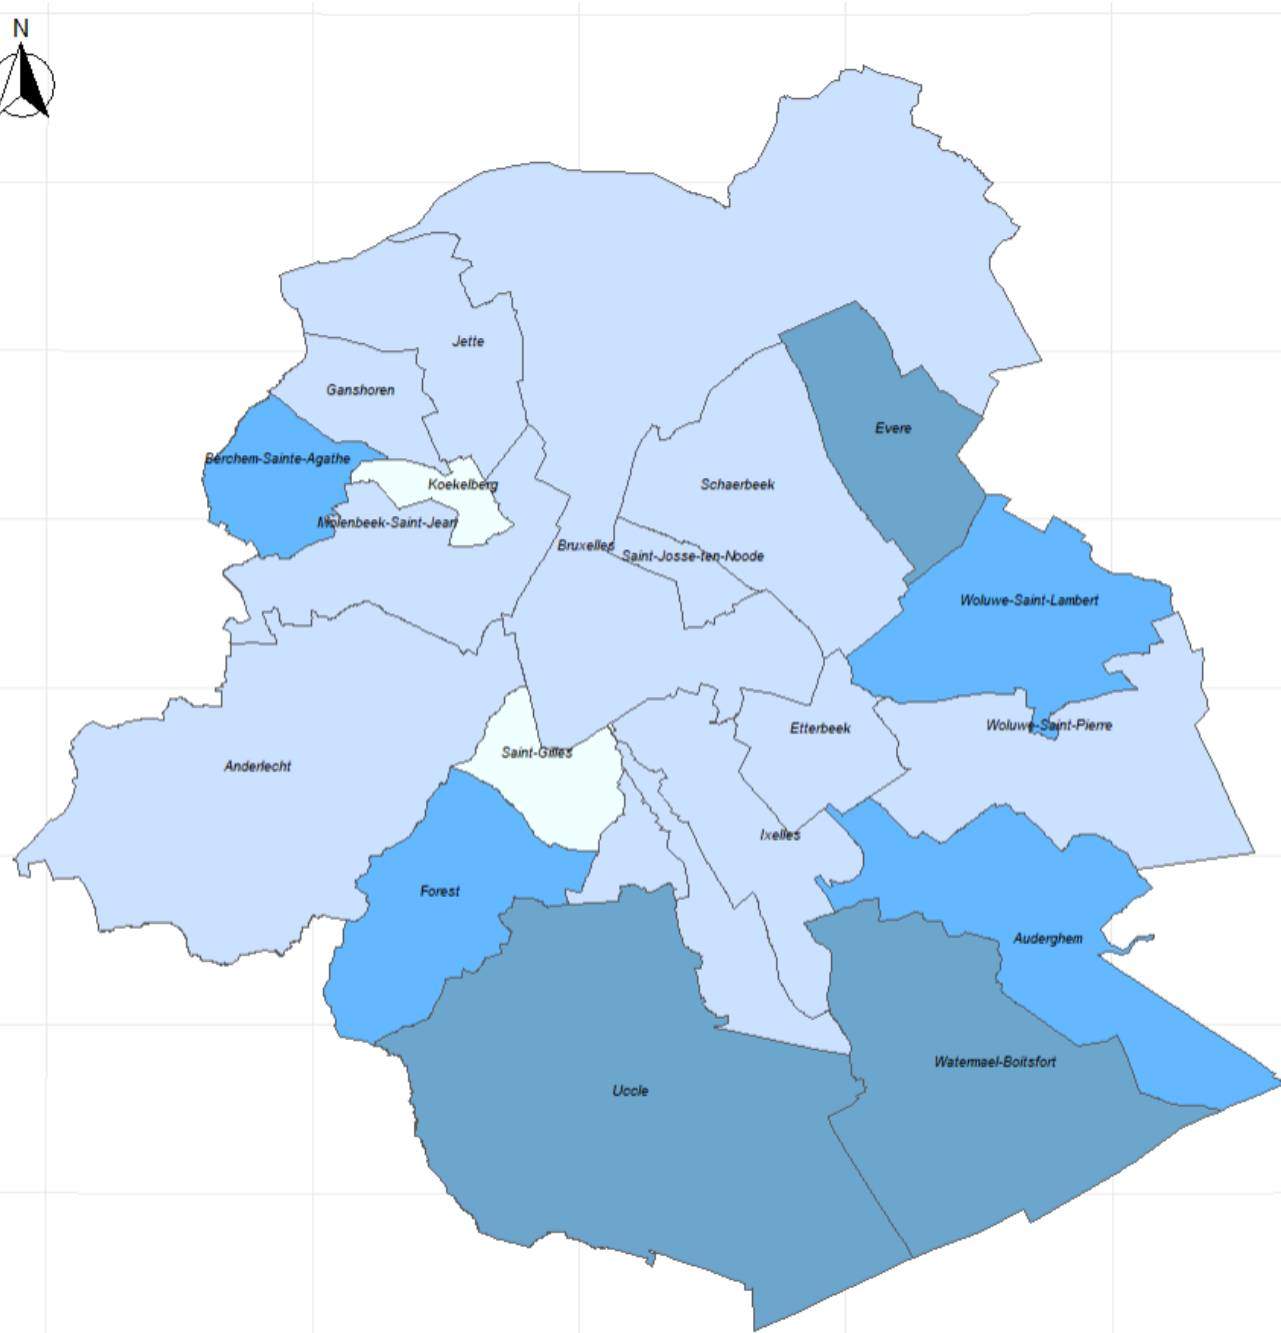 N
Jette
Ganshoren
Evere
Berchem-Sainte-Agathe
Koekelberg
Schaerbeek
Molenbeek-Saint-Jean
Bruxelles
Saint-Josse-ten-Noode
Woluwe-Saint-Lambert
Woluwe-Saint-Pierre
Etterbeek
Saint-Gilles
Anderlecht
Ixelles
Forest
Auderghem
Watermael-Boitsfort
Uccle